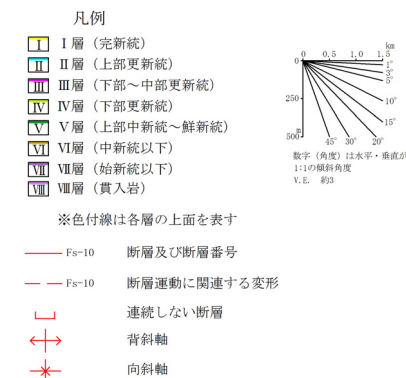 凡例
Ⅰ Ⅰ層（完新統）
Ⅱ Ⅱ層（上部更新統）
Ⅲ Ⅲ層（下部～中部更新統）
Ⅳ Ⅳ層（下部更新統）
Ⅴ Ⅴ層（上部中新統～鮮新統）
Ⅵ Ⅵ層（中新統以下）
Ⅶ Ⅶ層（始新統以下）
Ⅷ Ⅷ層（貫入岩）
※色付線は各層の上面を表す
Fs-10 断層及び断層番号
Fs-10 断層運動に関連する変形
連続しない断層
背斜軸
向斜軸
km
0 0.5 1.0 1.5
0
1°
3°
5°
250
10°
15°
m
500
45° 30° 20°
数字（角度）は水平・垂直が
1:1の傾斜角度
V.E. 約3